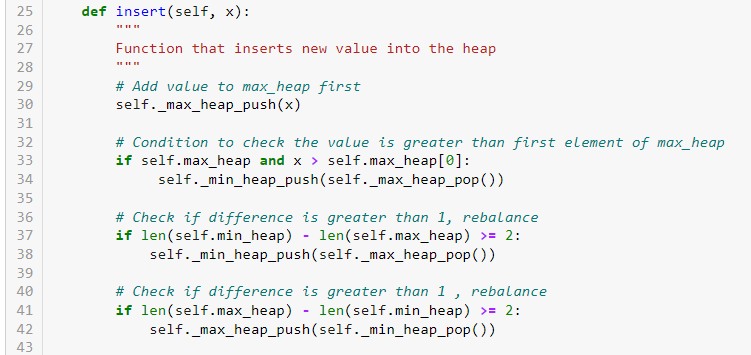 25     def insert(self, x):
26         """
27         Function that inserts new value into the heap
28         """
29         # Add value to max_heap first
30         self._max_heap_push(x)
31
32         # Condition to check the value is greater than first element of max_heap
33         if self.max_heap and x > self.max_heap[0]:
34              self._min_heap_push(self._max_heap_pop())
35
36         # Check if difference is greater than 1, rebalance
37         if len(self.min_heap) - len(self.max_heap) >= 2:
38             self._min_heap_push(self._max_heap_pop())
39
40         # Check if difference is greater than 1 , rebalance
41         if len(self.max_heap) - len(self.min_heap) >= 2:
42             self._max_heap_push(self._min_heap_pop())
43